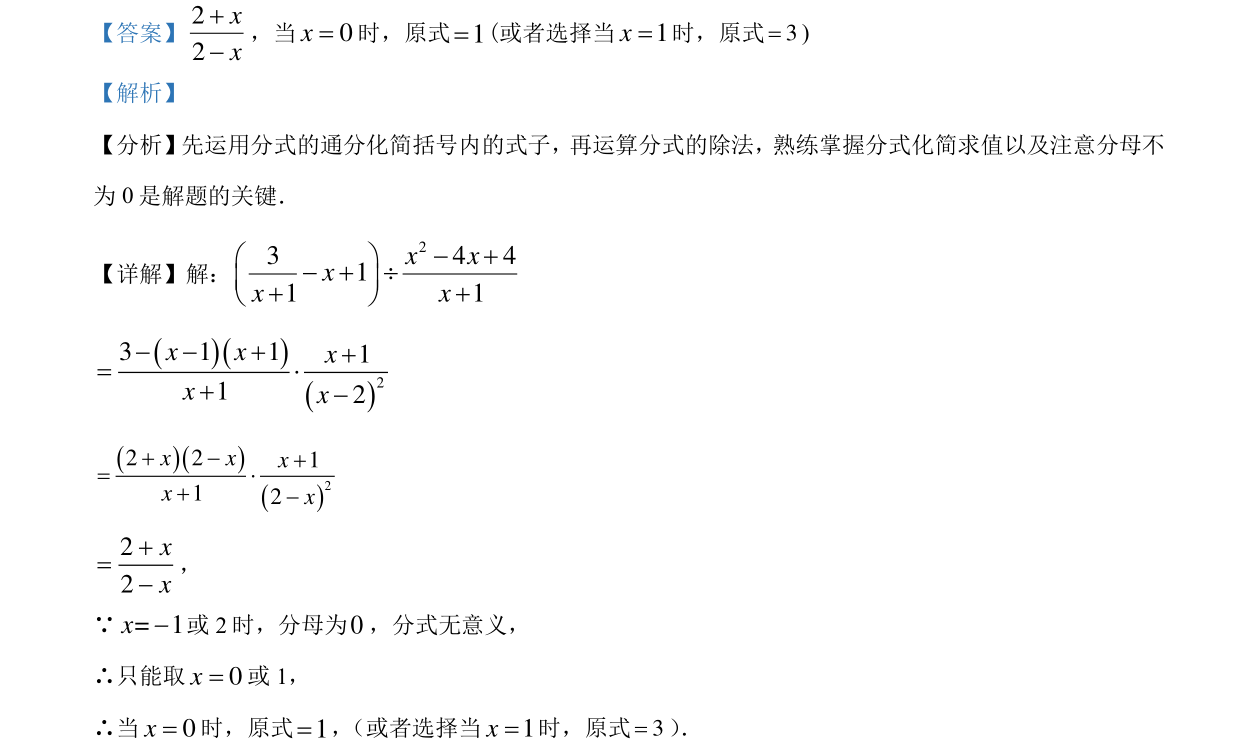 【答案】$\frac{2+x}{2-x}$，当$x=0$时，原式$=1$(或者选择当$x=1$时，原式$=3$)
【解析】
【分析】先运用分式的通分化简括号内的式子，再运算分式的除法，熟练掌握分式化简求值以及注意分母不
为 0 是解题的关键．
【详解】解：$\left(\frac{3}{x+1}-x+1\right)\div\frac{x^2-4x+4}{x+1}$
$=\frac{3-(x-1)(x+1)}{x+1}\cdot\frac{x+1}{(x-2)^2}$
$=\frac{(2+x)(2-x)}{x+1}\cdot\frac{x+1}{(2-x)^2}$
$=\frac{2+x}{2-x}$，
∵$x=-1$或 2 时，分母为$0$，分式无意义，
∴只能取$x=0$或 1，
∴当$x=0$时，原式$=1$，（或者选择当$x=1$时，原式$=3$）．